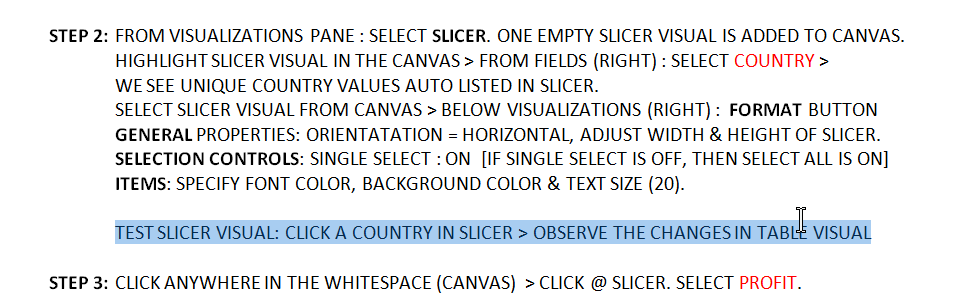 STEP 2: FROM VISUALIZATIONS PANE : SELECT SLICER. ONE EMPTY SLICER VISUAL IS ADDED TO CANVAS.
HIGHLIGHT SLICER VISUAL IN THE CANVAS > FROM FIELDS (RIGHT) : SELECT COUNTRY >
WE SEE UNIQUE COUNTRY VALUES AUTO LISTED IN SLICER.
SELECT SLICER VISUAL FROM CANVAS > BELOW VISUALIZATIONS (RIGHT) : FORMAT BUTTON
GENERAL PROPERTIES: ORIENTATATION = HORIZONTAL, ADJUST WIDTH & HEIGHT OF SLICER.
SELECTION CONTROLS: SINGLE SELECT : ON [IF SINGLE SELECT IS OFF, THEN SELECT ALL IS ON]
ITEMS: SPECIFY FONT COLOR, BACKGROUND COLOR & TEXT SIZE (20).
TEST SLICER VISUAL: CLICK A COUNTRY IN SLICER > OBSERVE THE CHANGES IN TABLE VISUAL
STEP 3: CLICK ANYWHERE IN THE WHITESPACE (CANVAS) > CLICK @ SLICER. SELECT PROFIT.